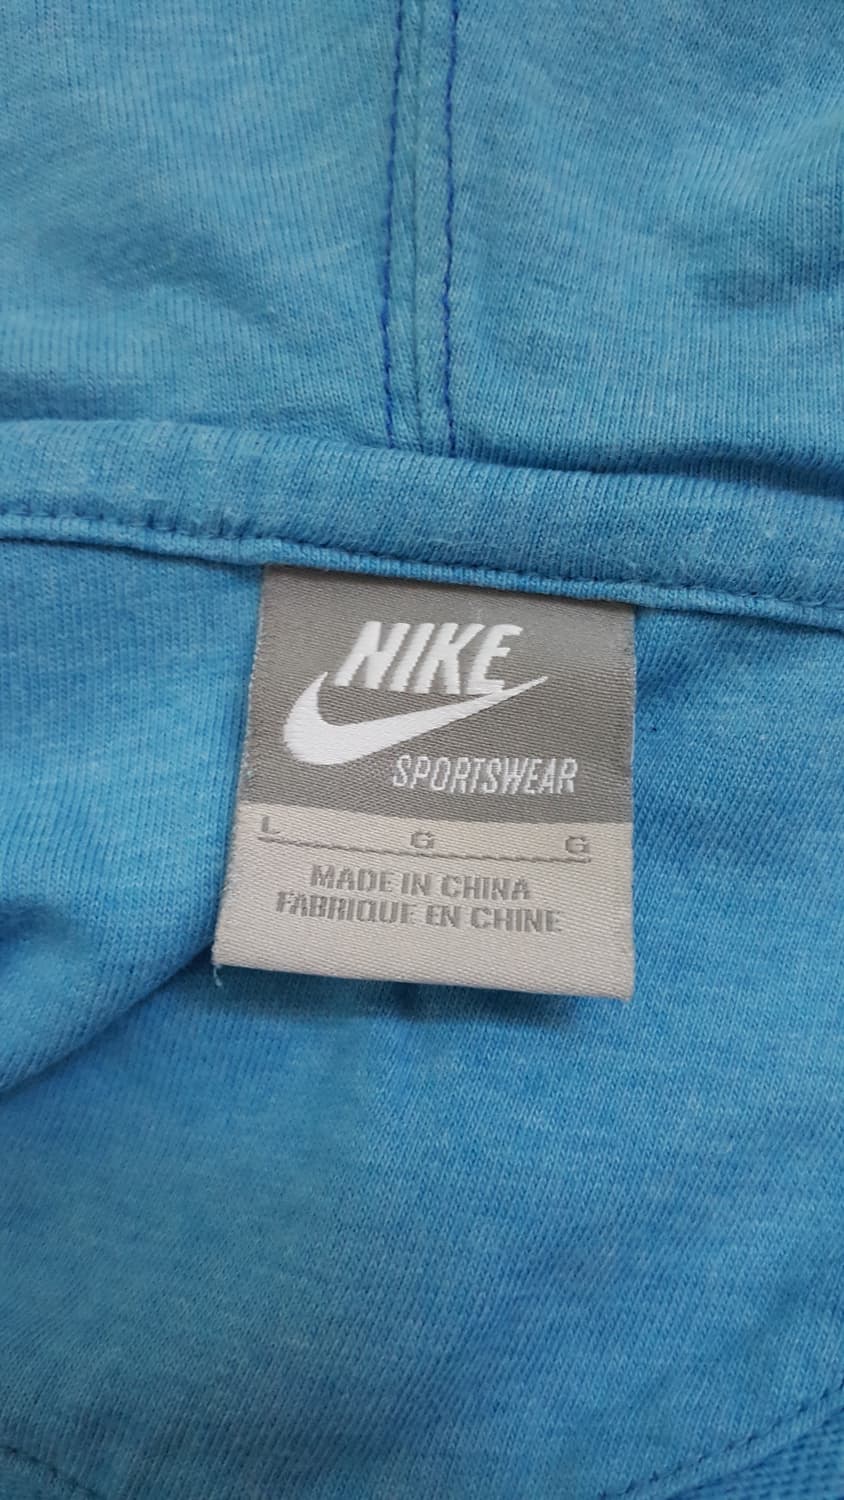 NIKE
SPORTSWEAR
L G G
MADE IN CHINA
FABRIQUE EN CHINE